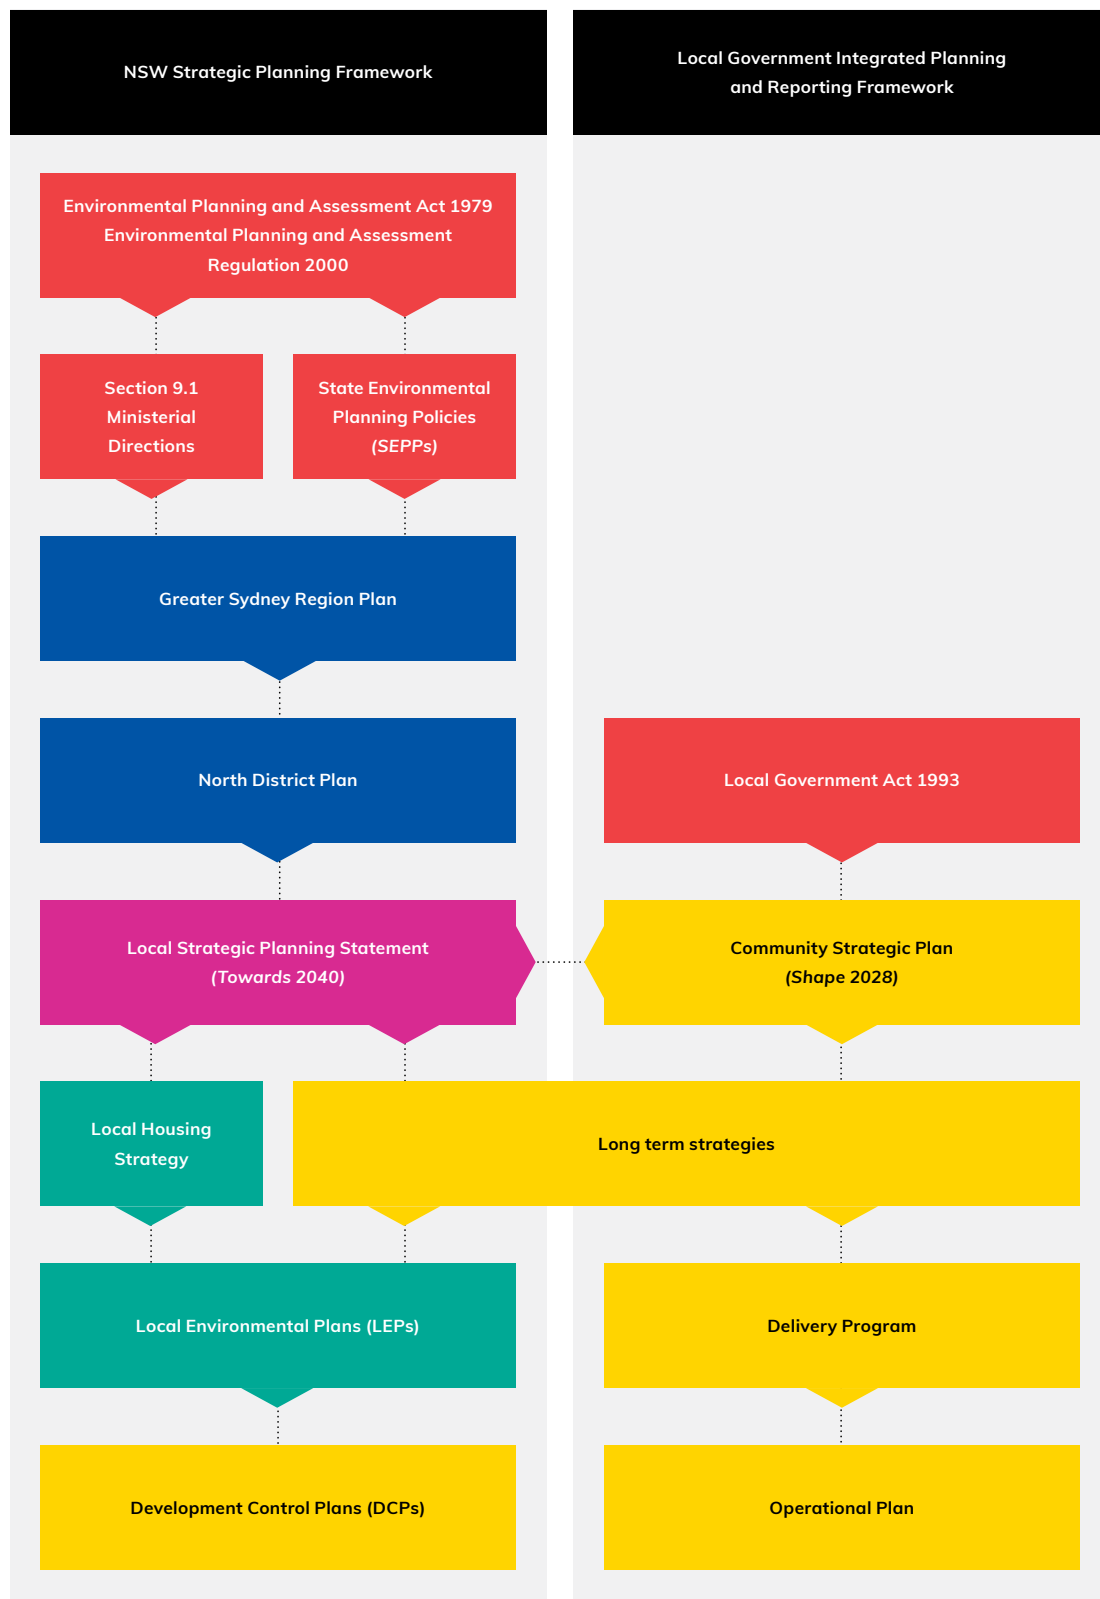 NSW Strategic Planning Framework
Local Government Integrated Planning
and Reporting Framework
Environmental Planning and Assessment Act 1979
Environmental Planning and Assessment
Regulation 2000
Section 9.1
Ministerial
Directions
State Environmental
Planning Policies
(SEPPs)
Greater Sydney Region Plan
North District Plan
Local Government Act 1993
Local Strategic Planning Statement
(Towards 2040)
Community Strategic Plan
(Shape 2028)
Local Housing
Strategy
Long term strategies
Local Environmental Plans (LEPs)
Delivery Program
Development Control Plans (DCPs)
Operational Plan